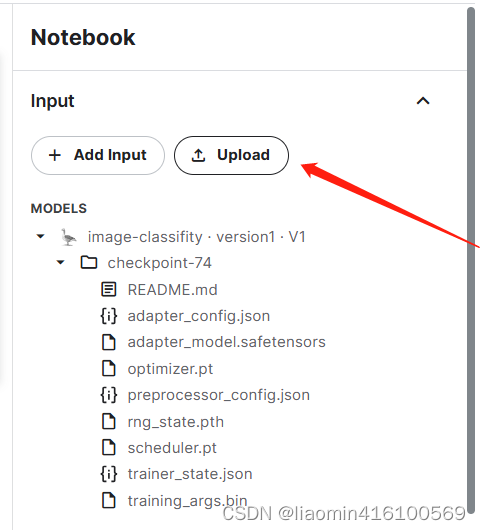 Notebook
Input
Add Input
Upload
MODELS
image-classifity · version1 · V1
checkpoint-74
README.md
adapter_config.json
adapter_model.safetensors
optimizer.pt
preprocessor_config.json
rng_state.pth
scheduler.pt
trainer_state.json
training_args.bin
CSDN @liaomin416100569